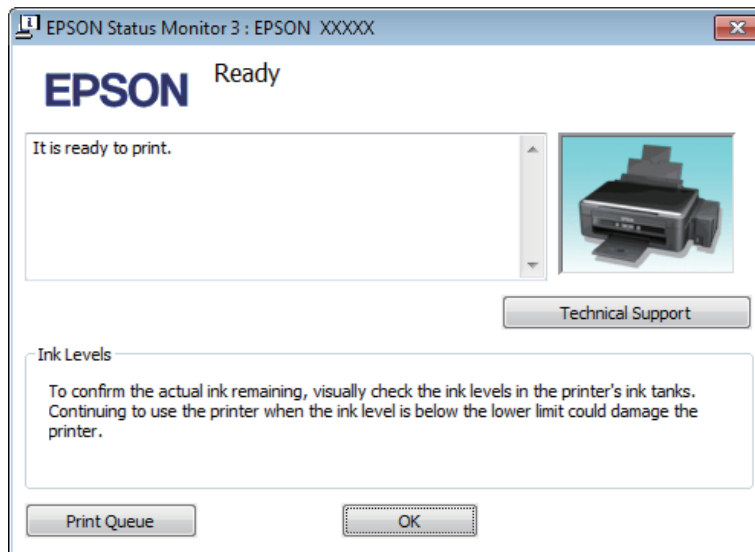 EPSON Status Monitor 3 : EPSON XXXXX
EPSON
Ready
It is ready to print.
Technical Support
Ink Levels
To confirm the actual ink remaining, visually check the ink levels in the printer's ink tanks.
Continuing to use the printer when the ink level is below the lower limit could damage the
printer.
Print Queue
OK